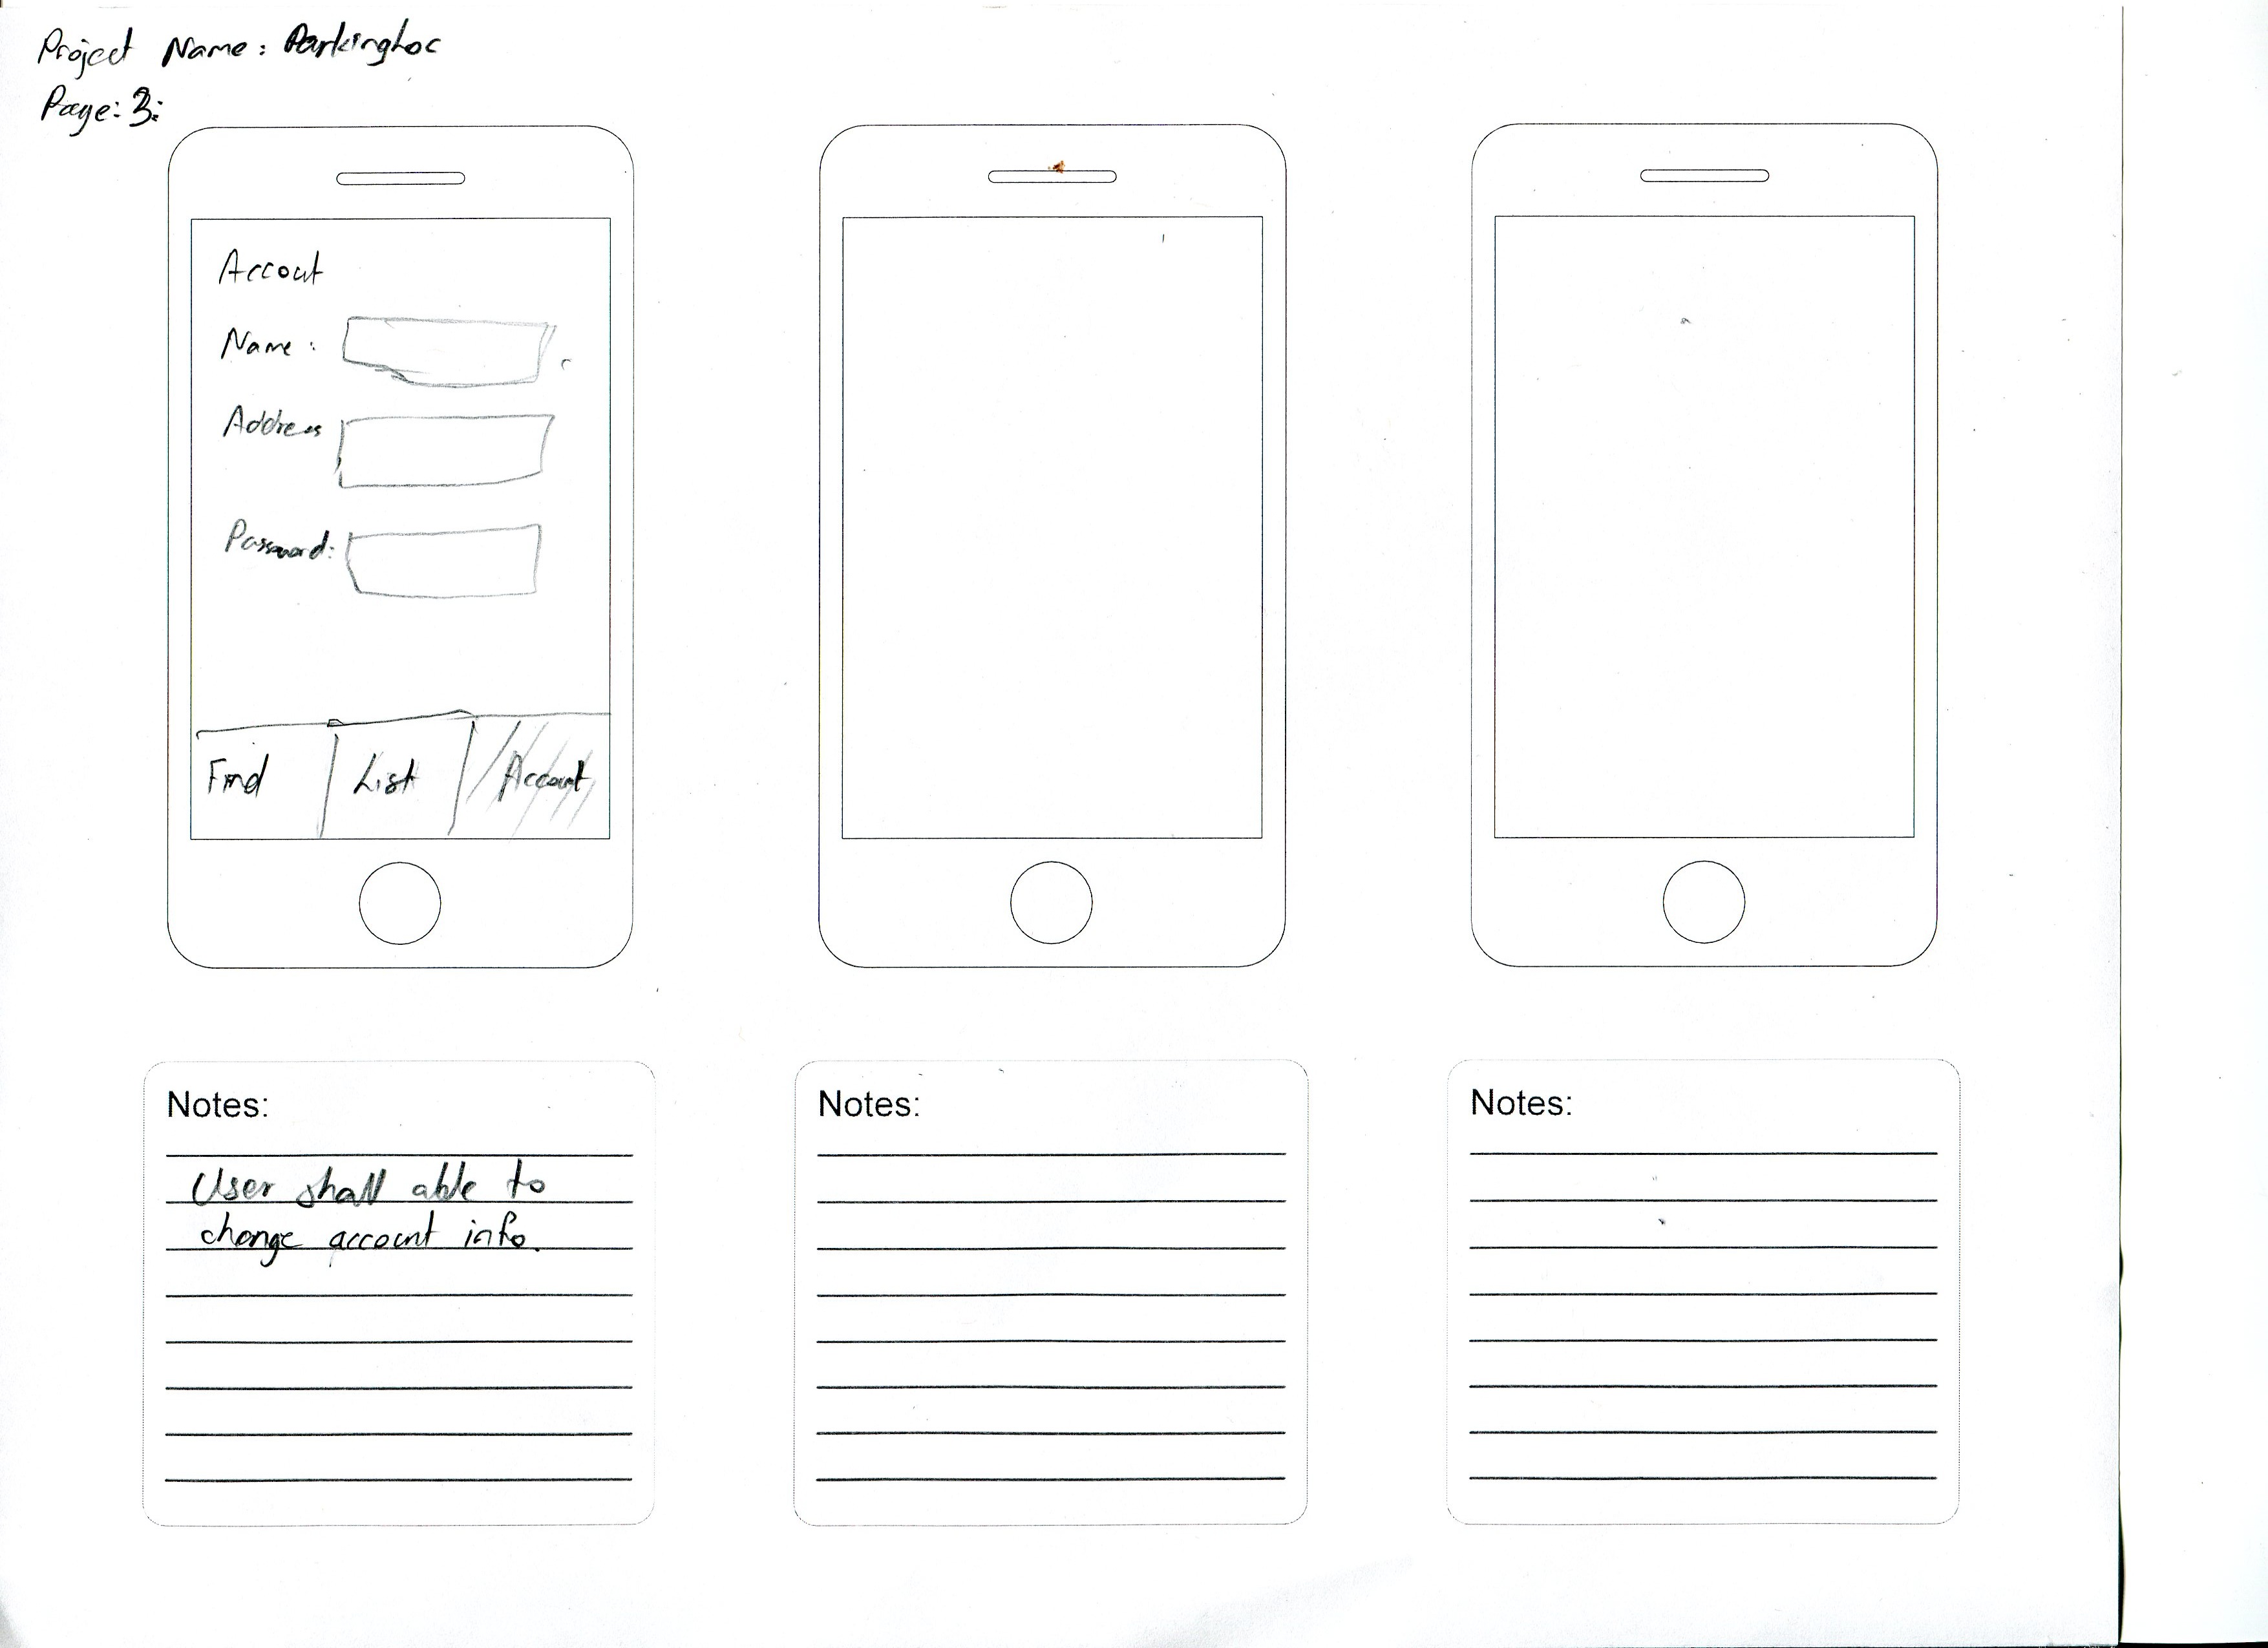 Project Name: ParkingLoc
Page: 3:
Accout
Name :
Address
Password:
Find List Account
Notes:
User shall able to
change account info.
Notes:
Notes: